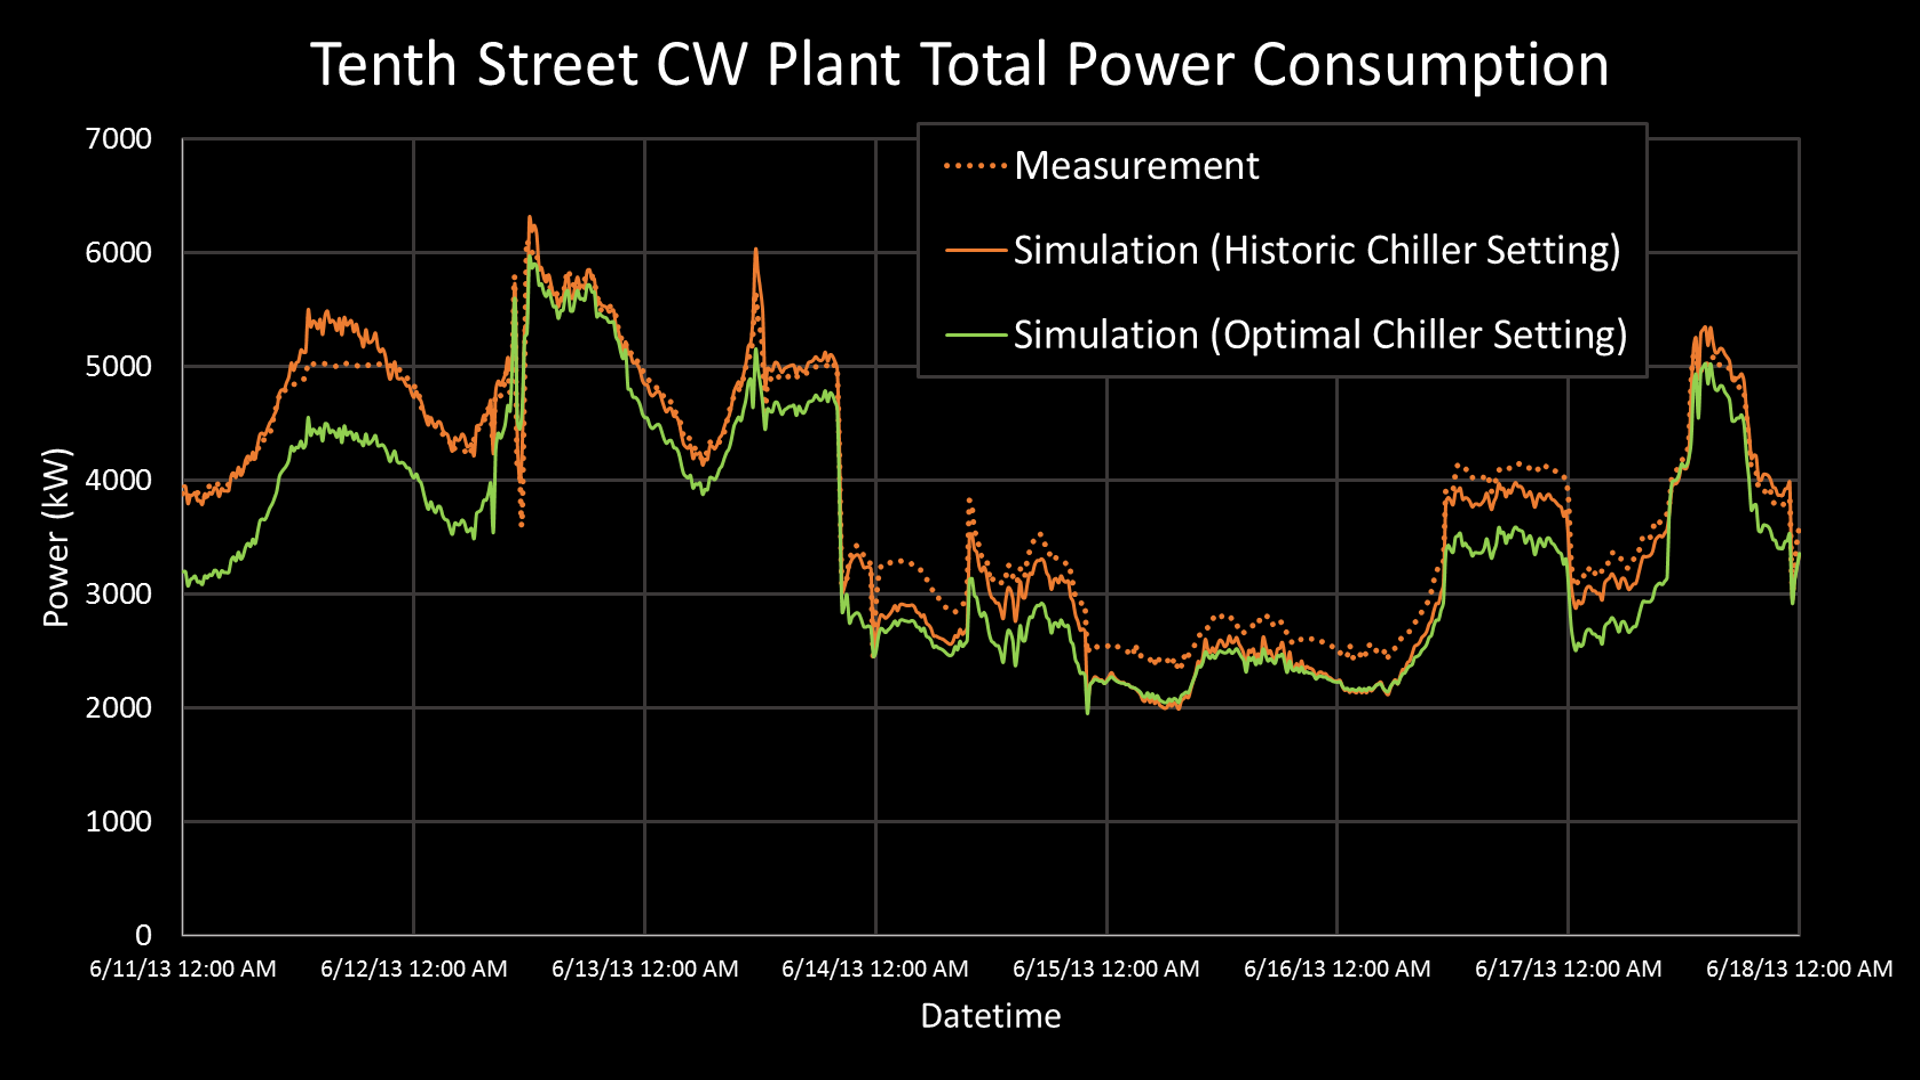 Tenth Street CW Plant Total Power Consumption
7000
6000
5000
4000
3000
2000
1000
0
Power (kW)
Measurement
Simulation (Historic Chiller Setting)
Simulation (Optimal Chiller Setting)
6/11/13 12:00 AM
6/12/13 12:00 AM
6/13/13 12:00 AM
6/14/13 12:00 AM
6/15/13 12:00 AM
6/16/13 12:00 AM
6/17/13 12:00 AM
6/18/13 12:00 AM
Datetime